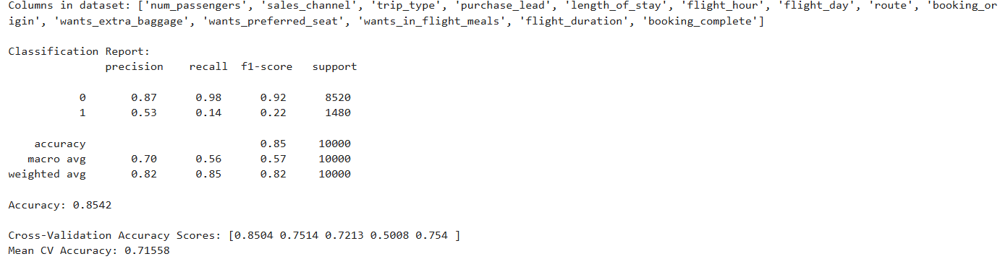 Columns in dataset: ['num_passengers', 'sales_channel', 'trip_type', 'purchase_lead', 'length_of_stay', 'flight_hour', 'flight_day', 'route', 'booking_or
igin', 'wants_extra_baggage', 'wants_preferred_seat', 'wants_in_flight_meals', 'flight_duration', 'booking_complete']
Classification Report:
precision recall f1-score support
0 0.87 0.98 0.92 8520
1 0.53 0.14 0.22 1480
accuracy 0.85 10000
macro avg 0.70 0.56 0.57 10000
weighted avg 0.82 0.85 0.82 10000
Accuracy: 0.8542
Cross-Validation Accuracy Scores: [0.8504 0.7514 0.7213 0.5008 0.754 ]
Mean CV Accuracy: 0.71558